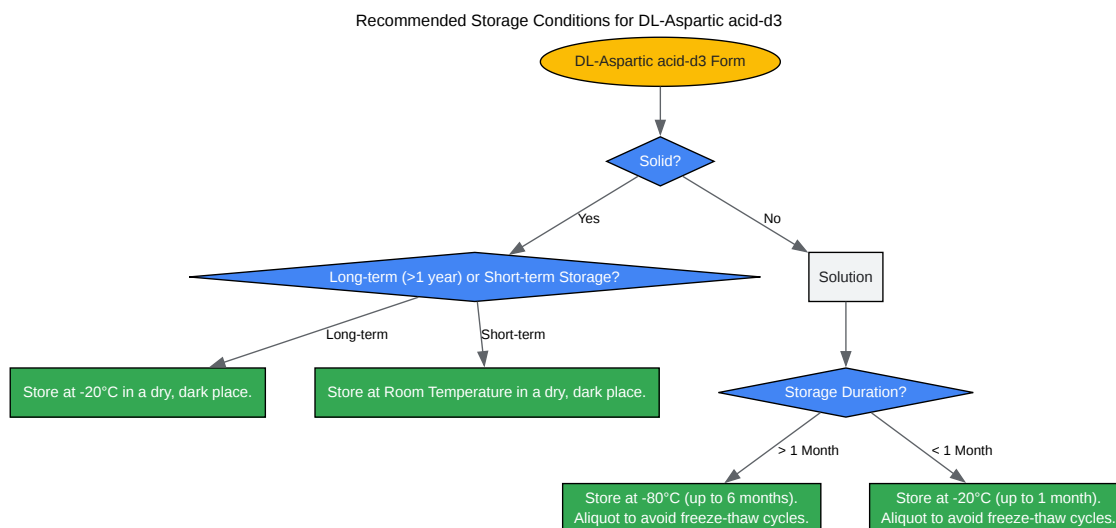 Recommended Storage Conditions for DL-Aspartic acid-d3
DL-Aspartic acid-d3 Form
Solid?
Yes
No
Long-term (>1 year) or Short-term Storage?
Solution
Long-term
Short-term
Store at -20°C in a dry, dark place.
Store at Room Temperature in a dry, dark place.
Storage Duration?
> 1 Month
< 1 Month
Store at -80°C (up to 6 months).
Aliquot to avoid freeze-thaw cycles.
Store at -20°C (up to 1 month).
Aliquot to avoid freeze-thaw cycles.